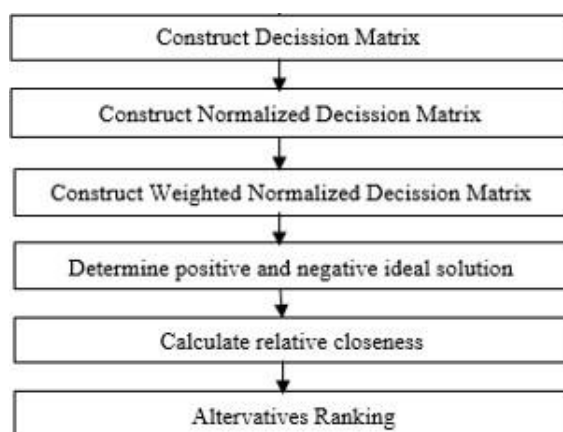 Construct Decission Matrix
Construct Normalized Decission Matrix
Construct Weighted Normalized Decission Matrix
Determine positive and negative ideal solution
Calculate relative closeness
Altervatives Ranking